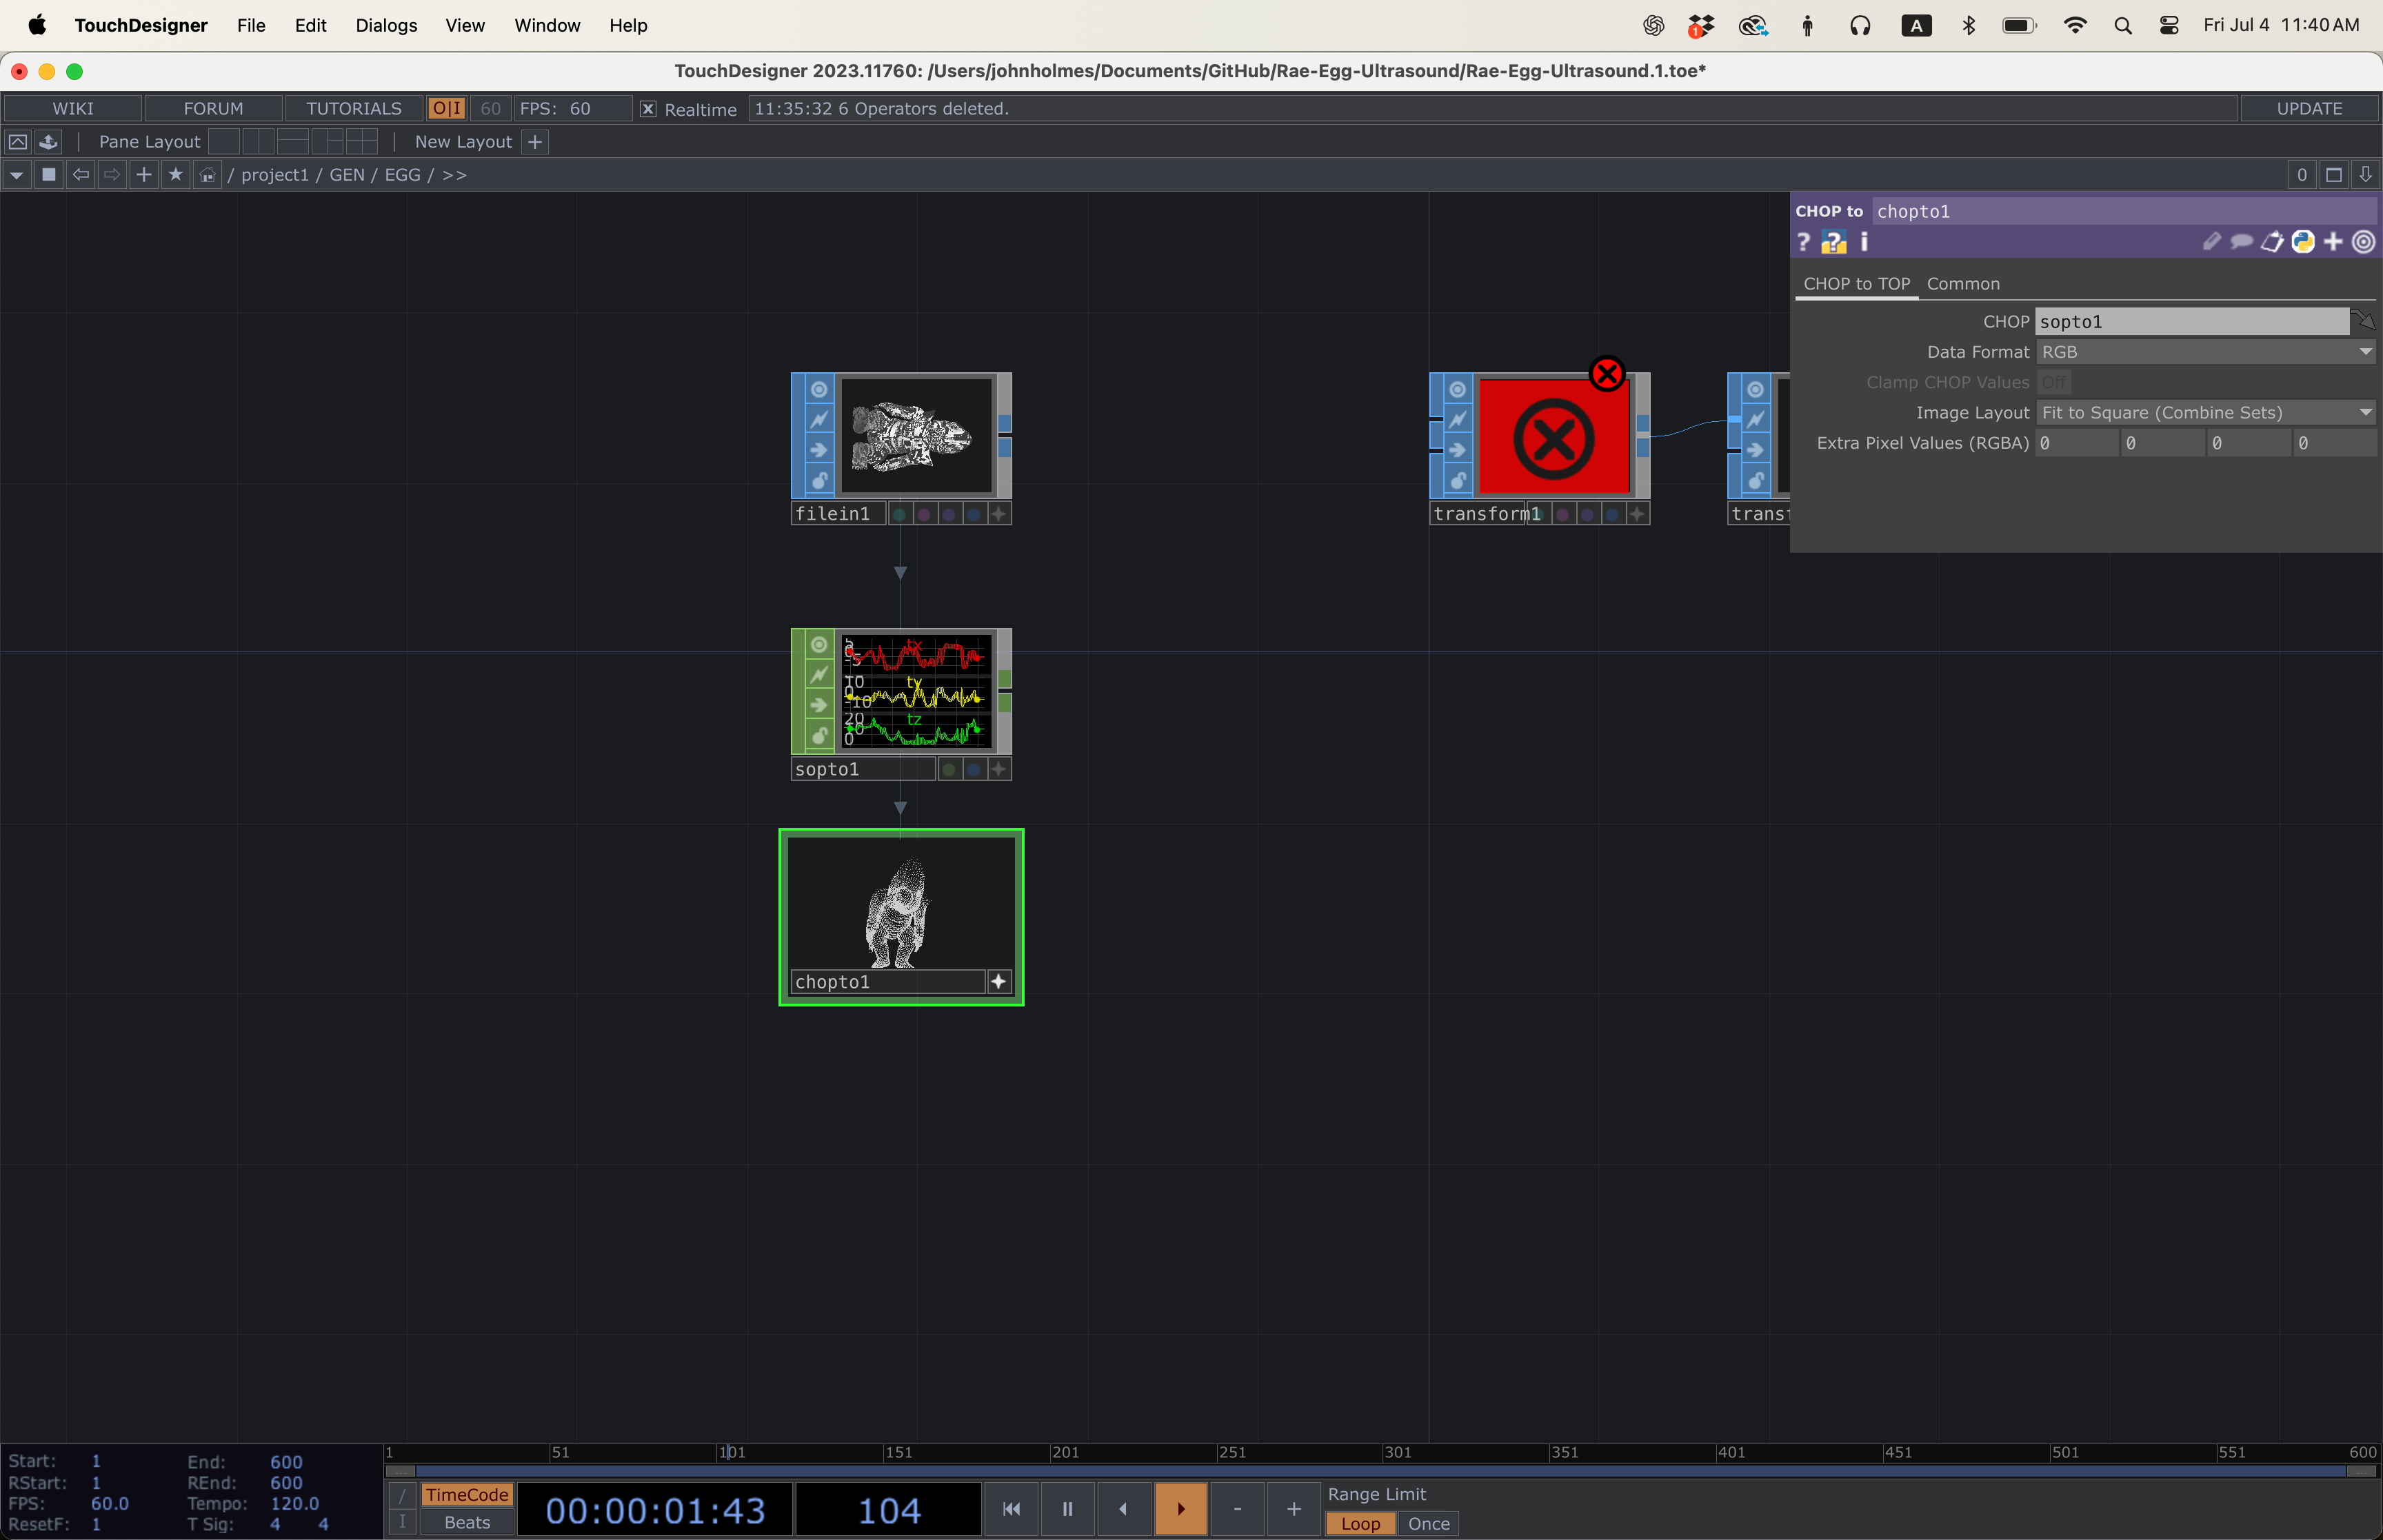 TouchDesigner File Edit Dialogs View Window Help
1
A
Fri Jul 4 11:40 AM
TouchDesigner 2023.11760: /Users/johnholmes/Documents/GitHub/Rae-Egg-Ultrasound/Rae-Egg-Ultrasound.1.toe*
WIKI FORUM TUTORIALS O|I 60 FPS: 60 X Realtime 11:35:32 6 Operators deleted. UPDATE
Pane Layout New Layout +
/ project1 / GEN / EGG / >> 0
CHOP to chopto1
? ? i
CHOP to TOP Common
CHOP sopto1
Data Format RGB
Clamp CHOP Values Off
Image Layout Fit to Square (Combine Sets)
Extra Pixel Values (RGBA) 0 0 0 0
filein1
transform1
transf
tx
ty
10
-10
tz
20
0
sopto1
chopto1
1 51 101 151 201 251 301 351 401 451 501 551 600
Start: 1 End: 600
RStart: 1 REnd: 600
FPS: 60.0 Tempo: 120.0
ResetF: 1 T Sig: 4 4
/ TimeCode
I Beats
00:00:01:43 104
- +
Range Limit
Loop Once